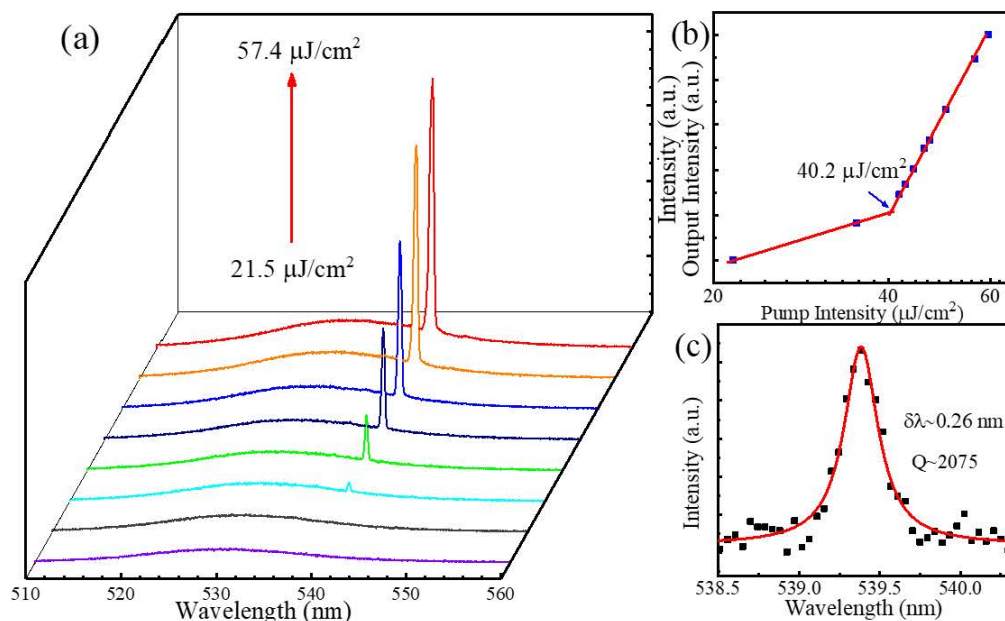 (a)
57.4 μJ/cm²
21.5 μJ/cm²
Intensity (a.u.)
510 520 530 540 550 560
Wavelength (nm)
(b)
40.2 μJ/cm²
Output Intensity (a.u.)
20 40 60
Pump Intensity (μJ/cm²)
(c)
δλ~0.26 nm
Q~2075
Intensity (a.u.)
538.5 539.0 539.5 540.0
Wavelength (nm)